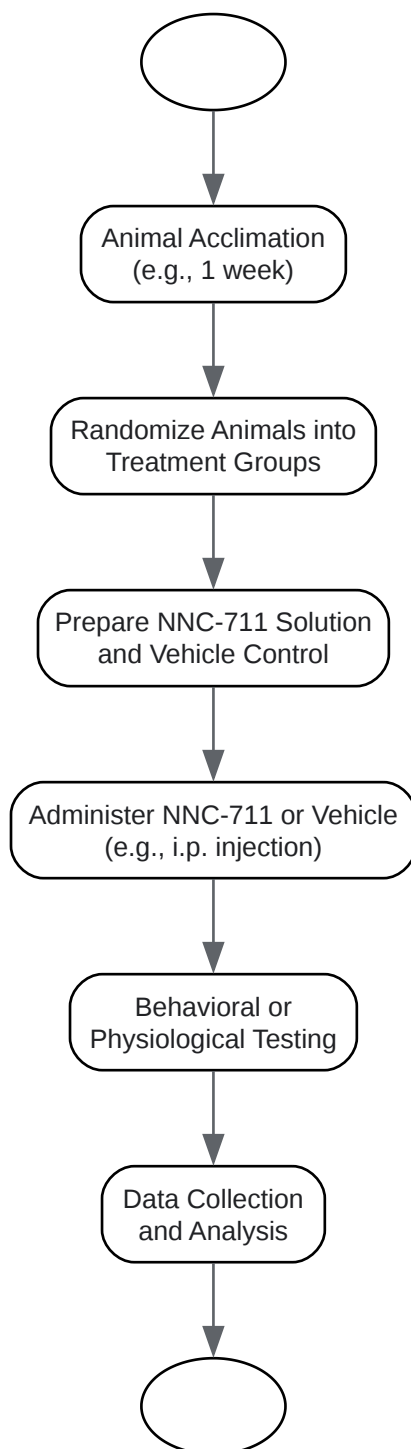 Animal Acclimation
(e.g., 1 week)
Randomize Animals into
Treatment Groups
Prepare NNC-711 Solution
and Vehicle Control
Administer NNC-711 or Vehicle
(e.g., i.p. injection)
Behavioral or
Physiological Testing
Data Collection
and Analysis